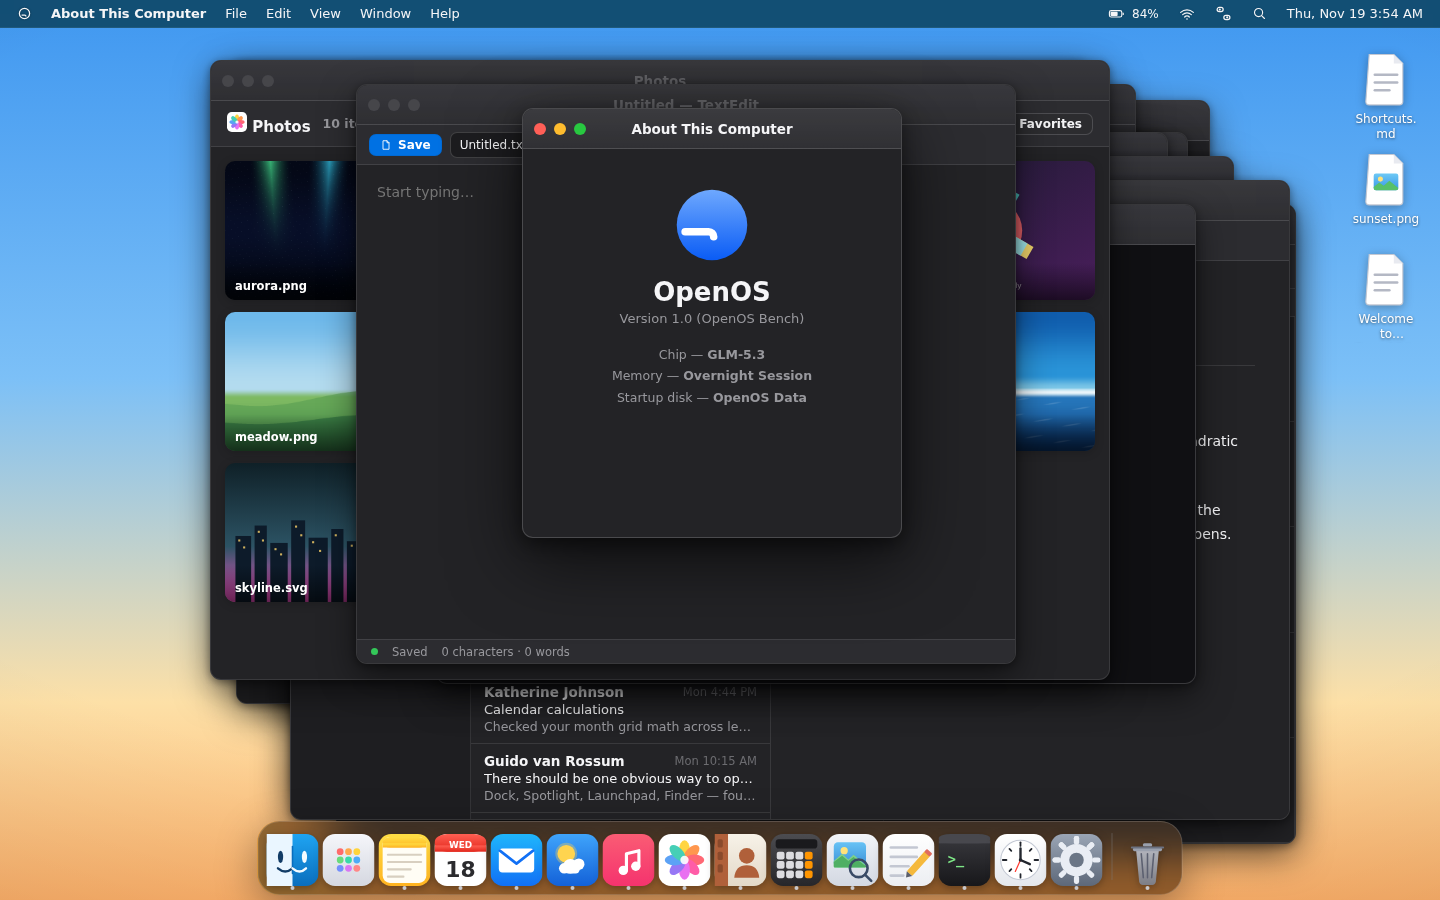 About This Computer File Edit View Window Help 84% Thu, Nov 19 3:54 AM
Photos
Untitled — TextEdit
About This Computer
Photos 10 Favorites
Save Untitled.tx
Start typing…
OpenOS
Version 1.0 (OpenOS Bench)
Chip — GLM-5.3
Memory — Overnight Session
Startup disk — OpenOS Data
aurora.png
meadow.png
skyline.svg
the
Saved 0 characters · 0 words
Katherine Johnson Mon 4:44 PM
Calendar calculations
Checked your month grid math across le…
Guido van Rossum Mon 10:15 AM
There should be one obvious way to op…
Dock, Spotlight, Launchpad, Finder — fou…
Shortcuts.
md
sunset.png
Welcome
to…
WED
18
>_